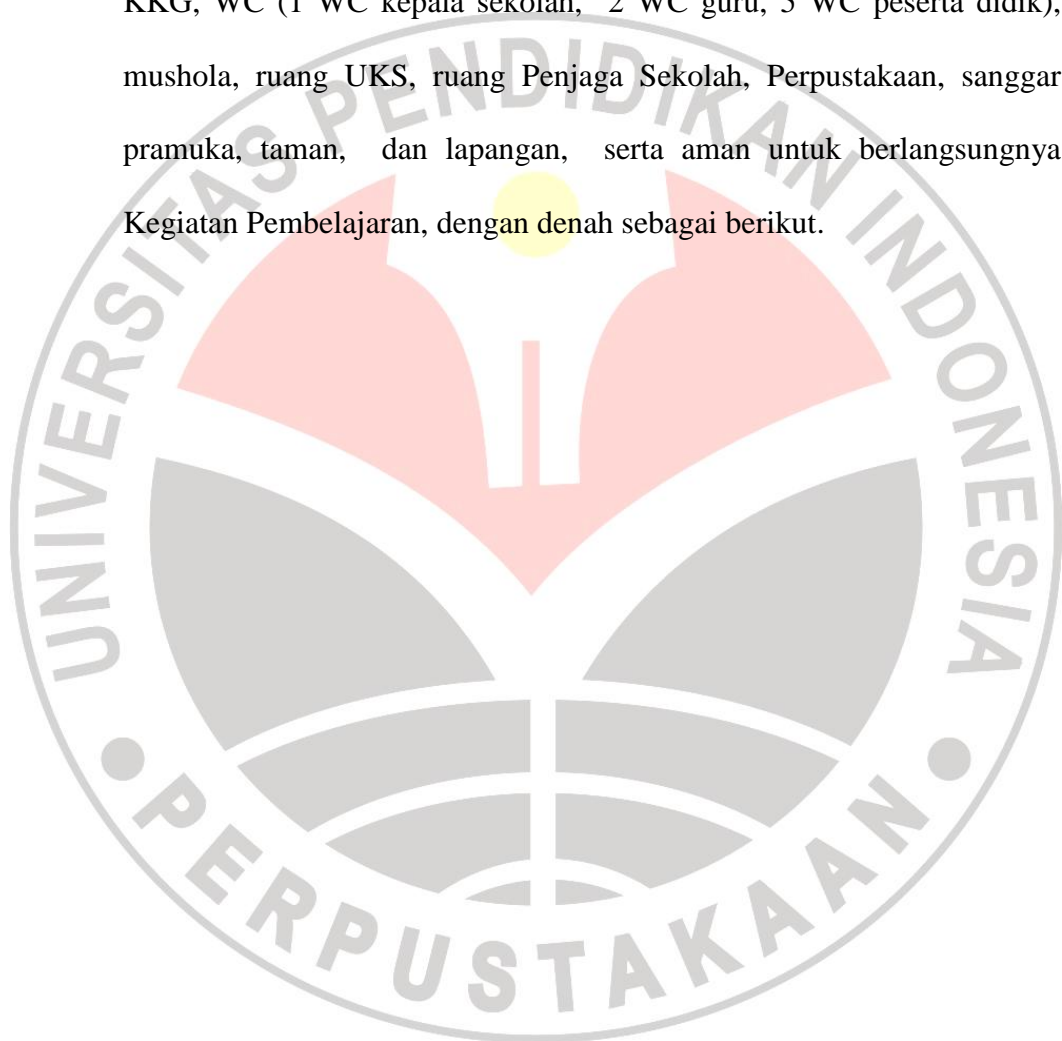 KKG, WC (1 WC kepala sekolah, 2 WC guru, 5 WC peserta didik),
mushola, ruang UKS, ruang Penjaga Sekolah, Perpustakaan, sanggar
pramuka, taman, dan lapangan, serta aman untuk berlangsungnya
Kegiatan Pembelajaran, dengan denah sebagai berikut.
UNIVERSITAS PENDIDIKAN INDONESIA
PERPUSTAKAAN